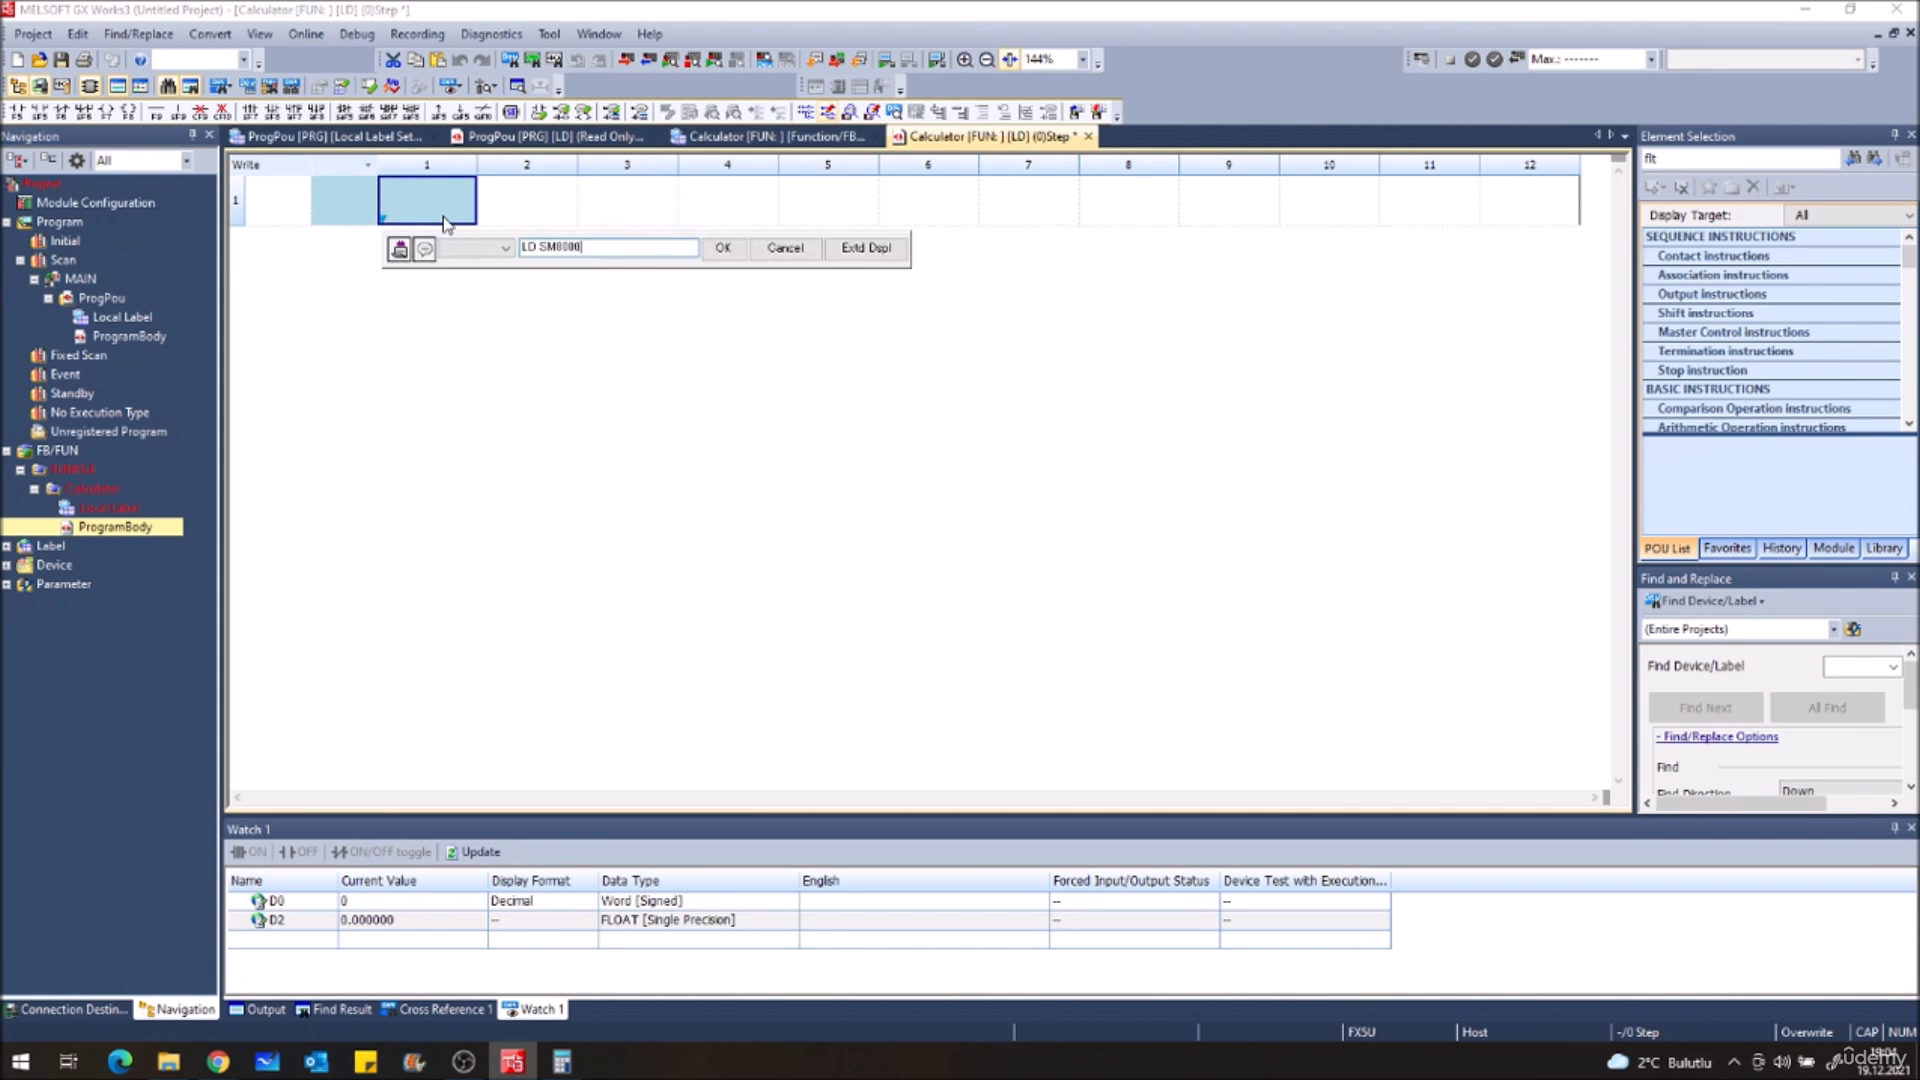 MELSOFT GX Works3 (Untitled Project) - [Calculator [FUN: ] [LD] (0)Step *]
Project Edit Find/Replace Convert View Online Debug Recording Diagnostics Tool Window Help
144%
Max.: -------
Navigation
ProgPou [PRG] [Local Label Set...
ProgPou [PRG] [LD] (Read Only...
Calculator [FUN: ] [Function/FB...
Calculator [FUN: ] [LD] (0)Step *
Element Selection
All
flt
Write 1 2 3 4 5 6 7 8 9 10 11 12
1
LD SM8000
OK Cancel Extd Dspl
Project
Module Configuration
Program
Initial
Scan
MAIN
ProgPou
Local Label
ProgramBody
Fixed Scan
Event
Standby
No Execution Type
Unregistered Program
FB/FUN
Calculator
Local Label
ProgramBody
Label
Device
Parameter
Display Target: All
SEQUENCE INSTRUCTIONS
Contact instructions
Association instructions
Output instructions
Shift instructions
Master Control instructions
Termination instructions
Stop instruction
BASIC INSTRUCTIONS
Comparison Operation instructions
Arithmetic Operation instructions
POU List Favorites History Module Library
Find and Replace
Find Device/Label
(Entire Projects)
Find Device/Label
Find Next All Find
- Find/Replace Options
Find
Find Direction Down
Watch 1
ON OFF ON/OFF toggle Update
Name Current Value Display Format Data Type English Forced Input/Output Status Device Test with Execution...
D0 0 Decimal Word [Signed] -- --
D2 0.000000 -- FLOAT [Single Precision] -- --
Connection Destin... Navigation Output Find Result Cross Reference 1 Watch 1
FX5U Host -/0 Step Overwrite CAP NUM
2°C Bulutlu
19:04
19.12.2021
ûdemy